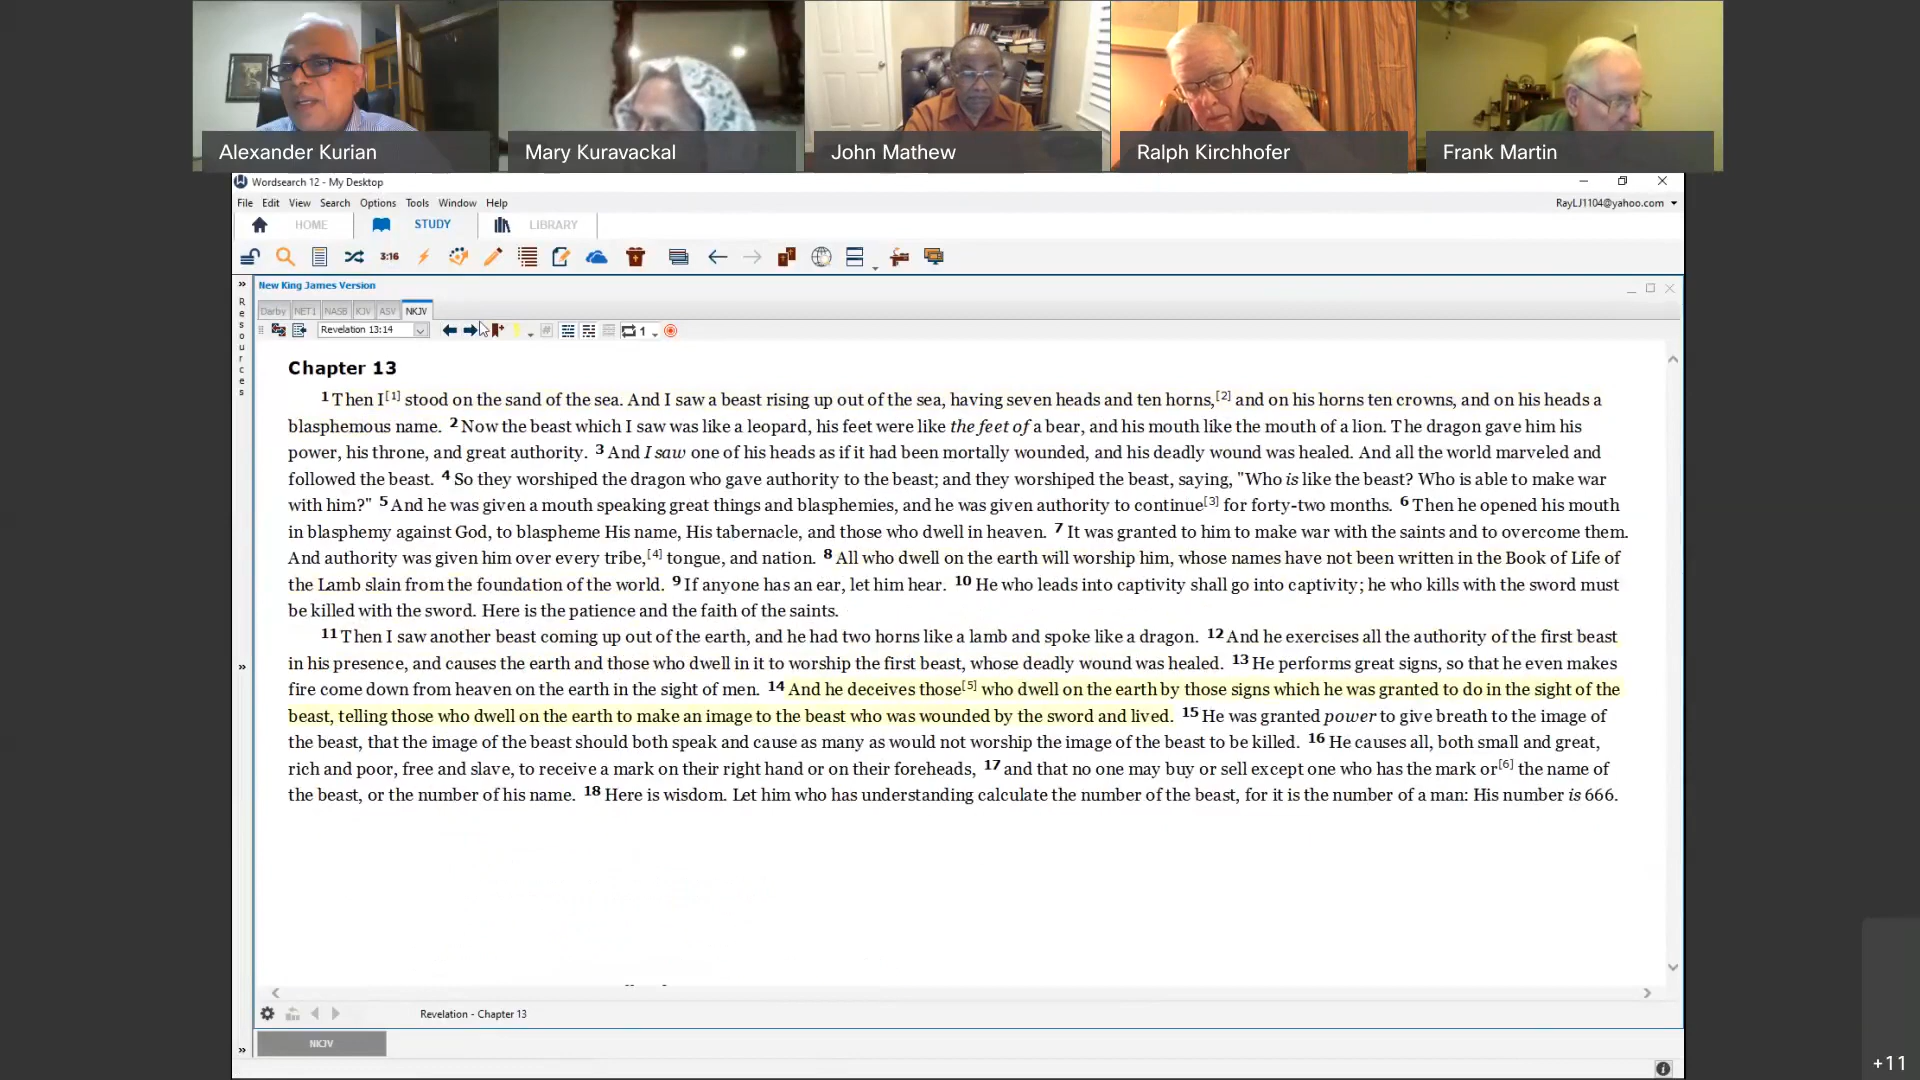 Alexander Kurian
Mary Kuravackal
John Mathew
Ralph Kirchhofer
Frank Martin
Wordsearch 12 - My Desktop
File Edit View Search Options Tools Window Help
RayLJ1104@yahoo.com
HOME
STUDY
LIBRARY
3:16
New King James Version
Resources
Darby NET1 NASB KJV ASV NKJV
Revelation 13:14
1
Chapter 13
1 Then I[1] stood on the sand of the sea. And I saw a beast rising up out of the sea, having seven heads and ten horns,[2] and on his horns ten crowns, and on his heads a
blasphemous name. 2 Now the beast which I saw was like a leopard, his feet were like the feet of a bear, and his mouth like the mouth of a lion. The dragon gave him his
power, his throne, and great authority. 3 And I saw one of his heads as if it had been mortally wounded, and his deadly wound was healed. And all the world marveled and
followed the beast. 4 So they worshiped the dragon who gave authority to the beast; and they worshiped the beast, saying, "Who is like the beast? Who is able to make war
with him?" 5 And he was given a mouth speaking great things and blasphemies, and he was given authority to continue[3] for forty-two months. 6 Then he opened his mouth
in blasphemy against God, to blaspheme His name, His tabernacle, and those who dwell in heaven. 7 It was granted to him to make war with the saints and to overcome them.
And authority was given him over every tribe,[4] tongue, and nation. 8 All who dwell on the earth will worship him, whose names have not been written in the Book of Life of
the Lamb slain from the foundation of the world. 9 If anyone has an ear, let him hear. 10 He who leads into captivity shall go into captivity; he who kills with the sword must
be killed with the sword. Here is the patience and the faith of the saints.
11 Then I saw another beast coming up out of the earth, and he had two horns like a lamb and spoke like a dragon. 12 And he exercises all the authority of the first beast
in his presence, and causes the earth and those who dwell in it to worship the first beast, whose deadly wound was healed. 13 He performs great signs, so that he even makes
fire come down from heaven on the earth in the sight of men. 14 And he deceives those[5] who dwell on the earth by those signs which he was granted to do in the sight of the
beast, telling those who dwell on the earth to make an image to the beast who was wounded by the sword and lived. 15 He was granted power to give breath to the image of
the beast, that the image of the beast should both speak and cause as many as would not worship the image of the beast to be killed. 16 He causes all, both small and great,
rich and poor, free and slave, to receive a mark on their right hand or on their foreheads, 17 and that no one may buy or sell except one who has the mark or[6] the name of
the beast, or the number of his name. 18 Here is wisdom. Let him who has understanding calculate the number of the beast, for it is the number of a man: His number is 666.
Revelation - Chapter 13
NKJV
+11